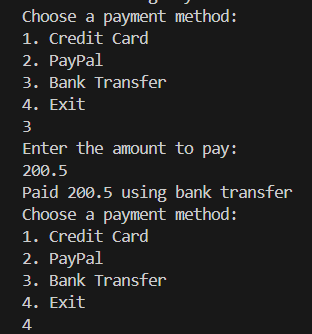 Choose a payment method:
1. Credit Card
2. PayPal
3. Bank Transfer
4. Exit
3
Enter the amount to pay:
200.5
Paid 200.5 using bank transfer
Choose a payment method:
1. Credit Card
2. PayPal
3. Bank Transfer
4. Exit
4